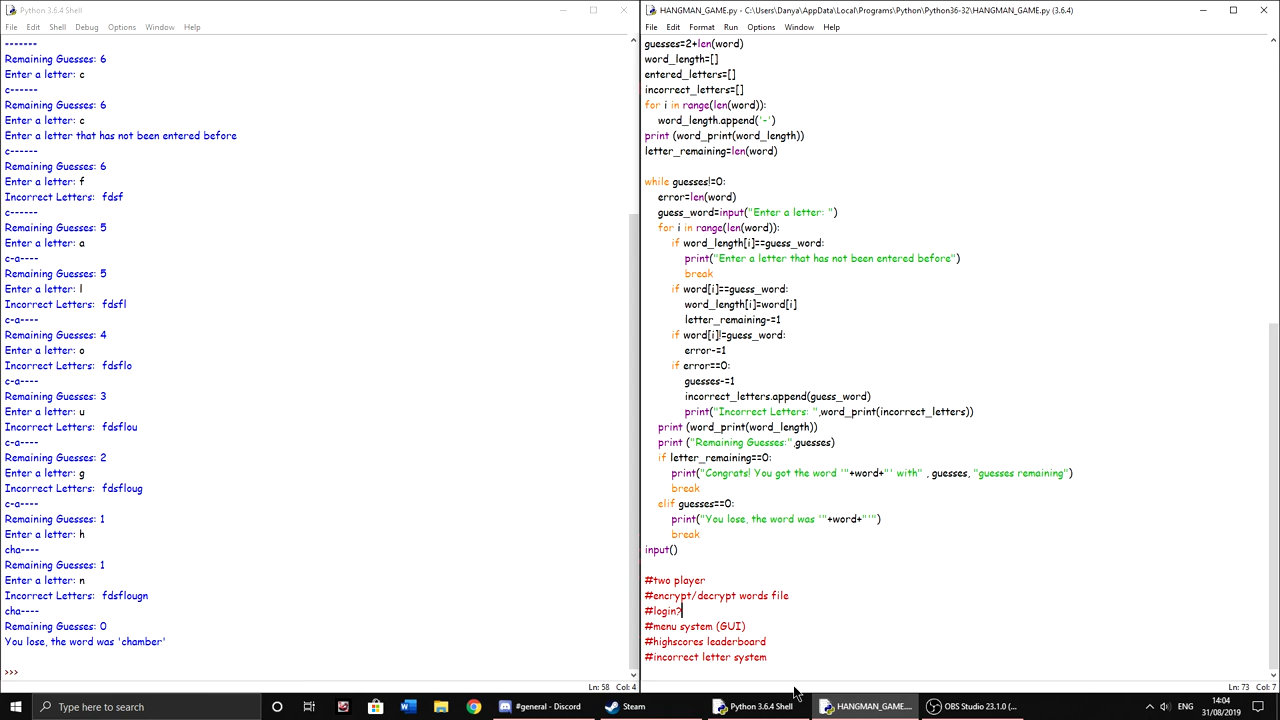 Python 3.6.4 Shell
File Edit Shell Debug Options Window Help
-------
Remaining Guesses: 6
Enter a letter: c
c------
Remaining Guesses: 6
Enter a letter: c
Enter a letter that has not been entered before
c------
Remaining Guesses: 6
Enter a letter: f
Incorrect Letters:  fdsf
c------
Remaining Guesses: 5
Enter a letter: a
c-a----
Remaining Guesses: 5
Enter a letter: l
Incorrect Letters:  fdsfl
c-a----
Remaining Guesses: 4
Enter a letter: o
Incorrect Letters:  fdsflo
c-a----
Remaining Guesses: 3
Enter a letter: u
Incorrect Letters:  fdsflou
c-a----
Remaining Guesses: 2
Enter a letter: g
Incorrect Letters:  fdsfloug
c-a----
Remaining Guesses: 1
Enter a letter: h
cha----
Remaining Guesses: 1
Enter a letter: n
Incorrect Letters:  fdsflougn
cha----
Remaining Guesses: 0
You lose, the word was 'chamber'
>>>
Ln: 58 Col: 4
HANGMAN_GAME.py - C:\Users\Danya\AppData\Local\Programs\Python\Python36-32\HANGMAN_GAME.py (3.6.4)
File Edit Format Run Options Window Help
guesses=2+len(word)
word_length=[]
entered_letters=[]
incorrect_letters=[]
for i in range(len(word)):
    word_length.append('-')
print (word_print(word_length))
letter_remaining=len(word)
while guesses!=0:
    error=len(word)
    guess_word=input("Enter a letter: ")
    for i in range(len(word)):
        if word_length[i]==guess_word:
            print("Enter a letter that has not been entered before")
            break
        if word[i]==guess_word:
            word_length[i]=word[i]
            letter_remaining-=1
        if word[i]!=guess_word:
            error-=1
        if error==0:
            guesses-=1
            incorrect_letters.append(guess_word)
            print("Incorrect Letters: ",word_print(incorrect_letters))
    print (word_print(word_length))
    print ("Remaining Guesses:",guesses)
    if letter_remaining==0:
        print("Congrats! You got the word '"+word+"' with" , guesses, "guesses remaining")
        break
    elif guesses==0:
        print("You lose, the word was '"+word+"'")
        break
input()
#two player
#encrypt/decrypt words file
#login?
#menu system (GUI)
#highscores leaderboard
#incorrect letter system
Ln: 73 Col: 7
Type here to search
#general - Discord
Steam
Python 3.6.4 Shell
HANGMAN_GAME....
OBS Studio 23.1.0 (...
14:04
31/08/2019